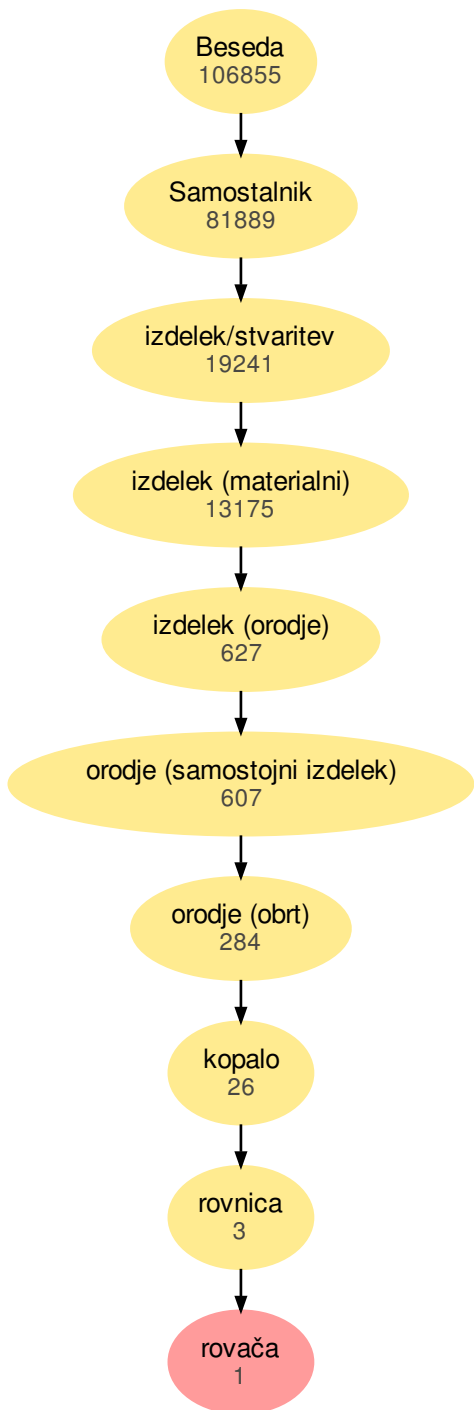 Beseda
106855
Samostalnik
81889
izdelek/stvaritev
19241
izdelek (materialni)
13175
izdelek (orodje)
627
orodje (samostojni izdelek)
607
orodje (obrt)
284
kopalo
26
rovnica
3
rovača
1